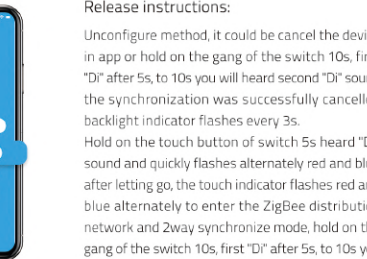 Release instructions:
Unconfigure method, it could be cancel the devi
in app or hold on the gang of the switch 10s, fir
"Di" after 5s, to 10s you will heard second "Di" soun
the synchronization was successfully cancelle
backlight indicator flashes every 3s.
Hold on the touch button of switch 5s heard "D
sound and quickly flashes alternately red and blu
after letting go, the touch indicator flashes red an
blue alternately to enter the ZigBee distributio
network and 2way synchronize mode, hold on th
gang of the switch 10s, first "Di" after 5s, to 10s yo